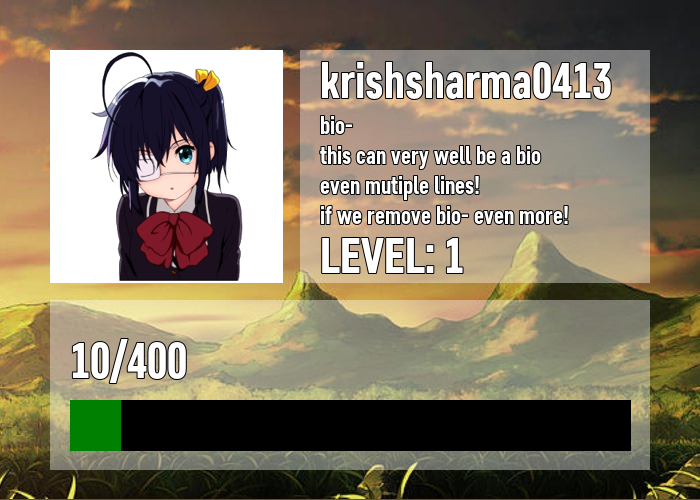 krishsharma0413
bio-
this can very well be a bio
even mutiple lines!
if we remove bio- even more!
LEVEL: 1
10/400